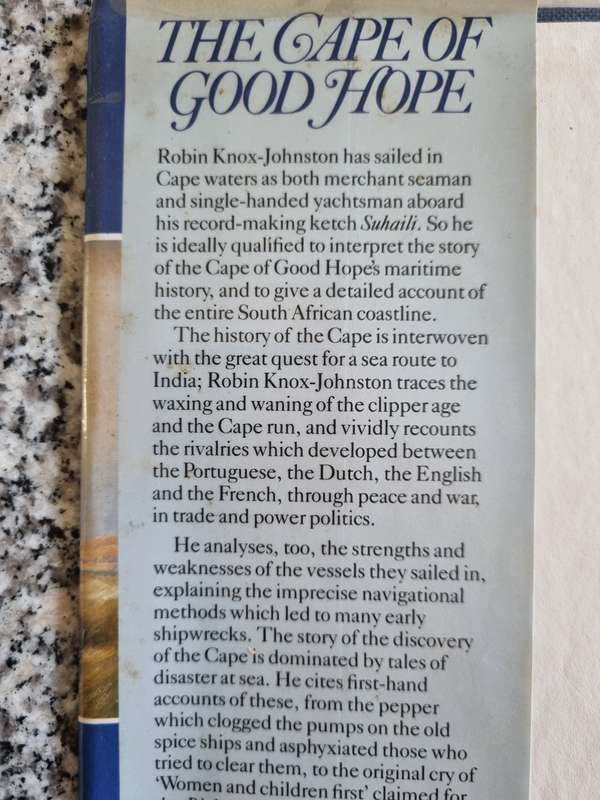 THE CAPE OF
GOOD HOPE
Robin Knox-Johnston has sailed in
Cape waters as both merchant seaman
and single-handed yachtsman aboard
his record-making ketch Suhaili. So he
is ideally qualified to interpret the story
of the Cape of Good Hope's maritime
history, and to give a detailed account of
the entire South African coastline.
The history of the Cape is interwoven
with the great quest for a sea route to
India; Robin Knox-Johnston traces the
waxing and waning of the clipper age
and the Cape run, and vividly recounts
the rivalries which developed between
the Portuguese, the Dutch, the English
and the French, through peace and war,
in trade and power politics.
He analyses, too, the strengths and
weaknesses of the vessels they sailed in,
explaining the imprecise navigational
methods which led to many early
shipwrecks. The story of the discovery
of the Cape is dominated by tales of
disaster at sea. He cites first-hand
accounts of these, from the pepper
which clogged the pumps on the old
spice ships and asphyxiated those who
tried to clear them, to the original cry of
'Women and children first' claimed for